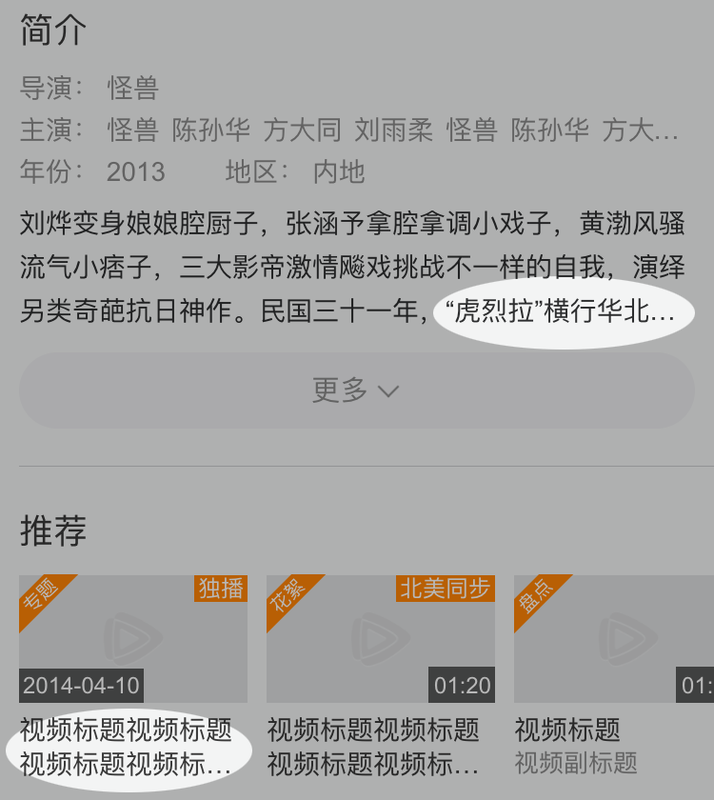 简介
导演： 怪兽
主演： 怪兽 陈孙华 方大同 刘雨柔 怪兽 陈孙华 方大...
年份： 2013 地区： 内地
刘烨变身娘娘腔厨子，张涵予拿腔拿调小戏子，黄渤风骚
流气小痞子，三大影帝激情飚戏挑战不一样的自我，演绎
另类奇葩抗日神作。民国三十一年，“虎烈拉”横行华北...
更多
推荐
专题 独播
花絮 北美同步
盘点
2014-04-10
01:20
01:
视频标题视频标题
视频标题视频标...
视频标题视频标题
视频标题视频标...
视频标题
视频副标题